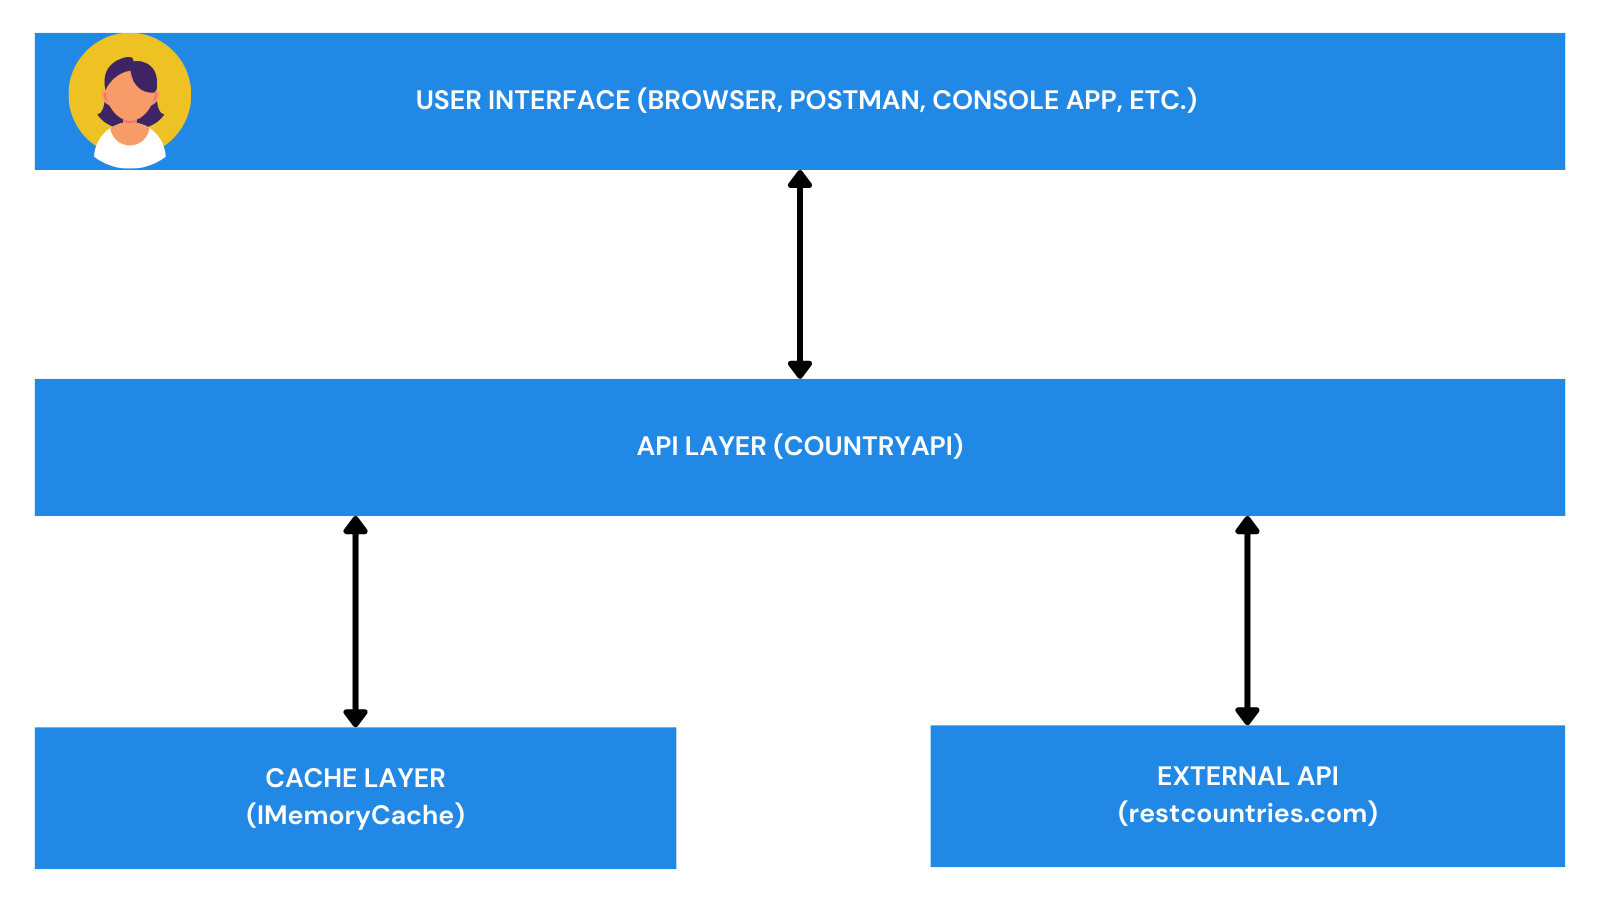 USER INTERFACE (BROWSER, POSTMAN, CONSOLE APP, ETC.)
API LAYER (COUNTRYAPI)
CACHE LAYER
(IMemoryCache)
EXTERNAL API
(restcountries.com)